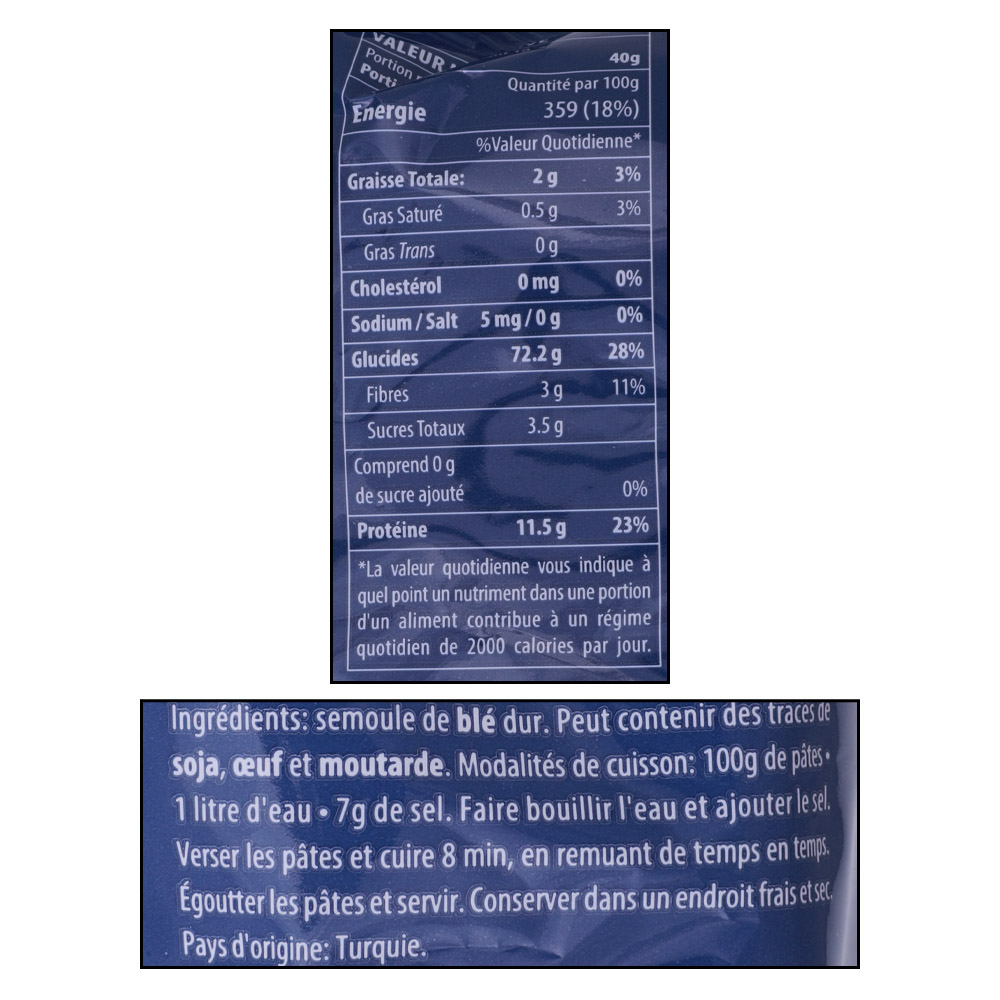 VALEUR
Portion
Porti
40g
Quantité par 100g
Energie 359 (18%)
%Valeur Quotidienne*
Graisse Totale: 2 g 3%
Gras Saturé 0.5 g 3%
Gras Trans 0 g
Cholestérol 0 mg 0%
Sodium / Salt 5 mg / 0 g 0%
Glucides 72.2 g 28%
Fibres 3 g 11%
Sucres Totaux 3.5 g
Comprend 0 g
de sucre ajouté 0%
Protéine 11.5 g 23%
*La valeur quotidienne vous indique à
quel point un nutriment dans une portion
d'un aliment contribue à un régime
quotidien de 2000 calories par jour.
Ingrédients: semoule de blé dur. Peut contenir des traces de
soja, œuf et moutarde. Modalités de cuisson: 100g de pâtes •
1 litre d'eau • 7g de sel. Faire bouillir l'eau et ajouter le sel.
Verser les pâtes et cuire 8 min, en remuant de temps en temps.
Égoutter les pâtes et servir. Conserver dans un endroit frais et sec.
Pays d'origine: Turquie.